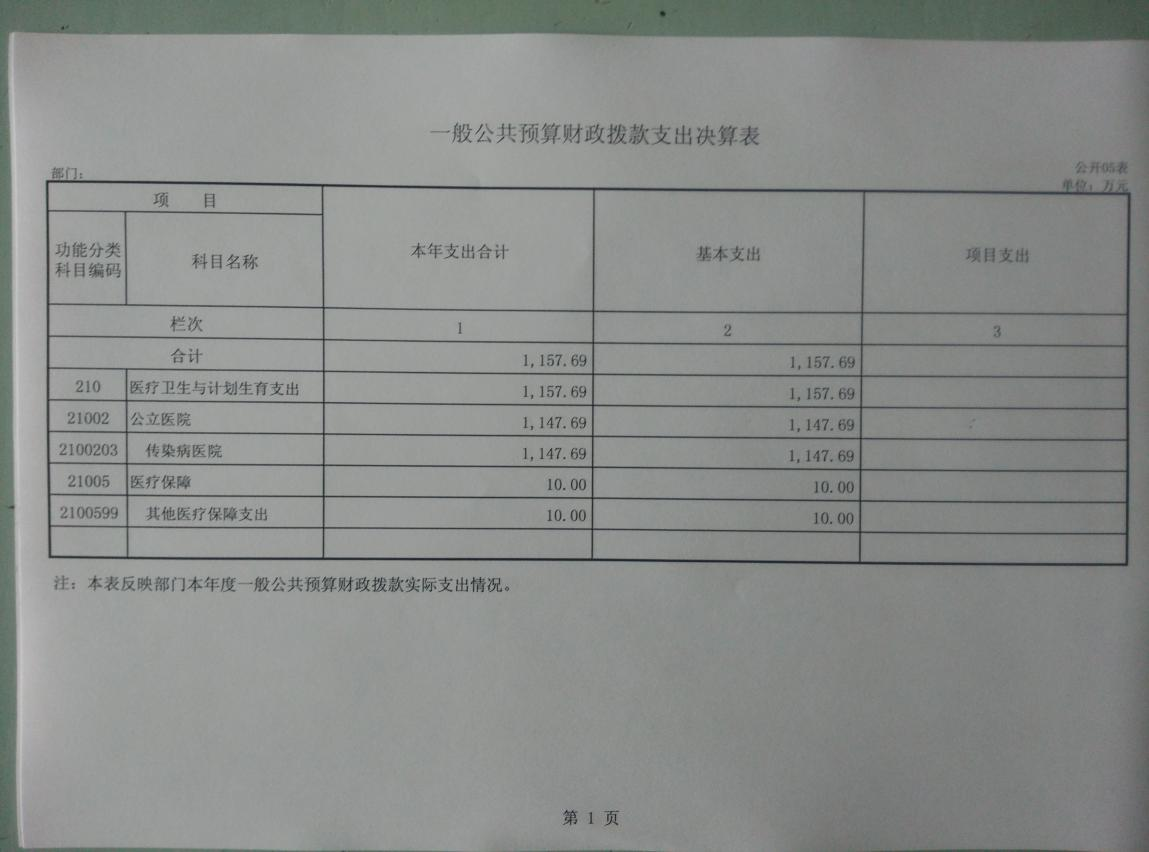 一般公共预算财政拨款支出决算表
公开05表
部门：
单位：万元
项 目
本年支出合计 基本支出 项目支出
功能分类
科目编码
科目名称
栏次 1 2 3
合计 1,157.69 1,157.69
210 医疗卫生与计划生育支出 1,157.69 1,157.69
21002 公立医院 1,147.69 1,147.69
2100203 传染病医院 1,147.69 1,147.69
21005 医疗保障 10.00 10.00
2100599 其他医疗保障支出 10.00 10.00
注：本表反映部门本年度一般公共预算财政拨款实际支出情况。
第 1 页